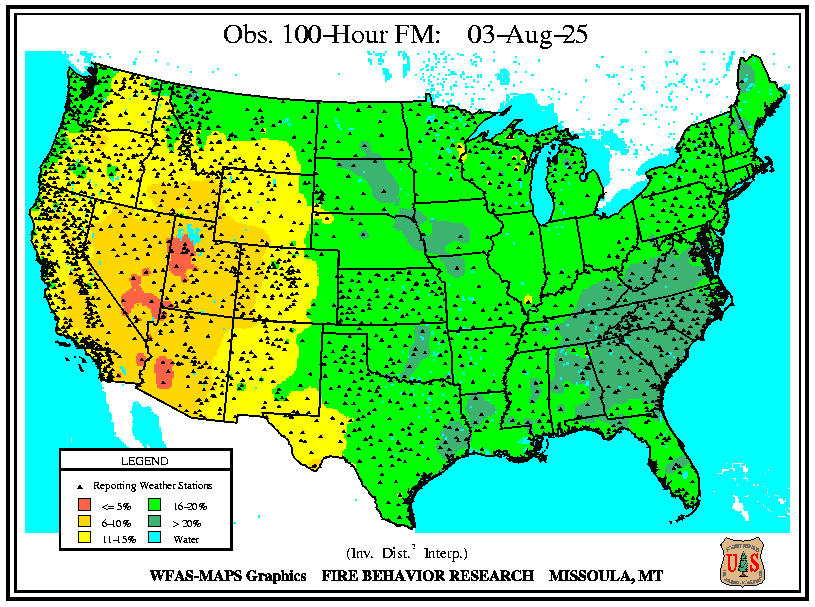 Obs. 100-Hour FM: 03-Aug-25
LEGEND
Reporting Weather Stations
<= 5%
16-20%
6-10%
> 20%
11-15%
Water
(Inv. Dist.² Interp.)
WFAS-MAPS Graphics FIRE BEHAVIOR RESEARCH MISSOULA, MT
U S